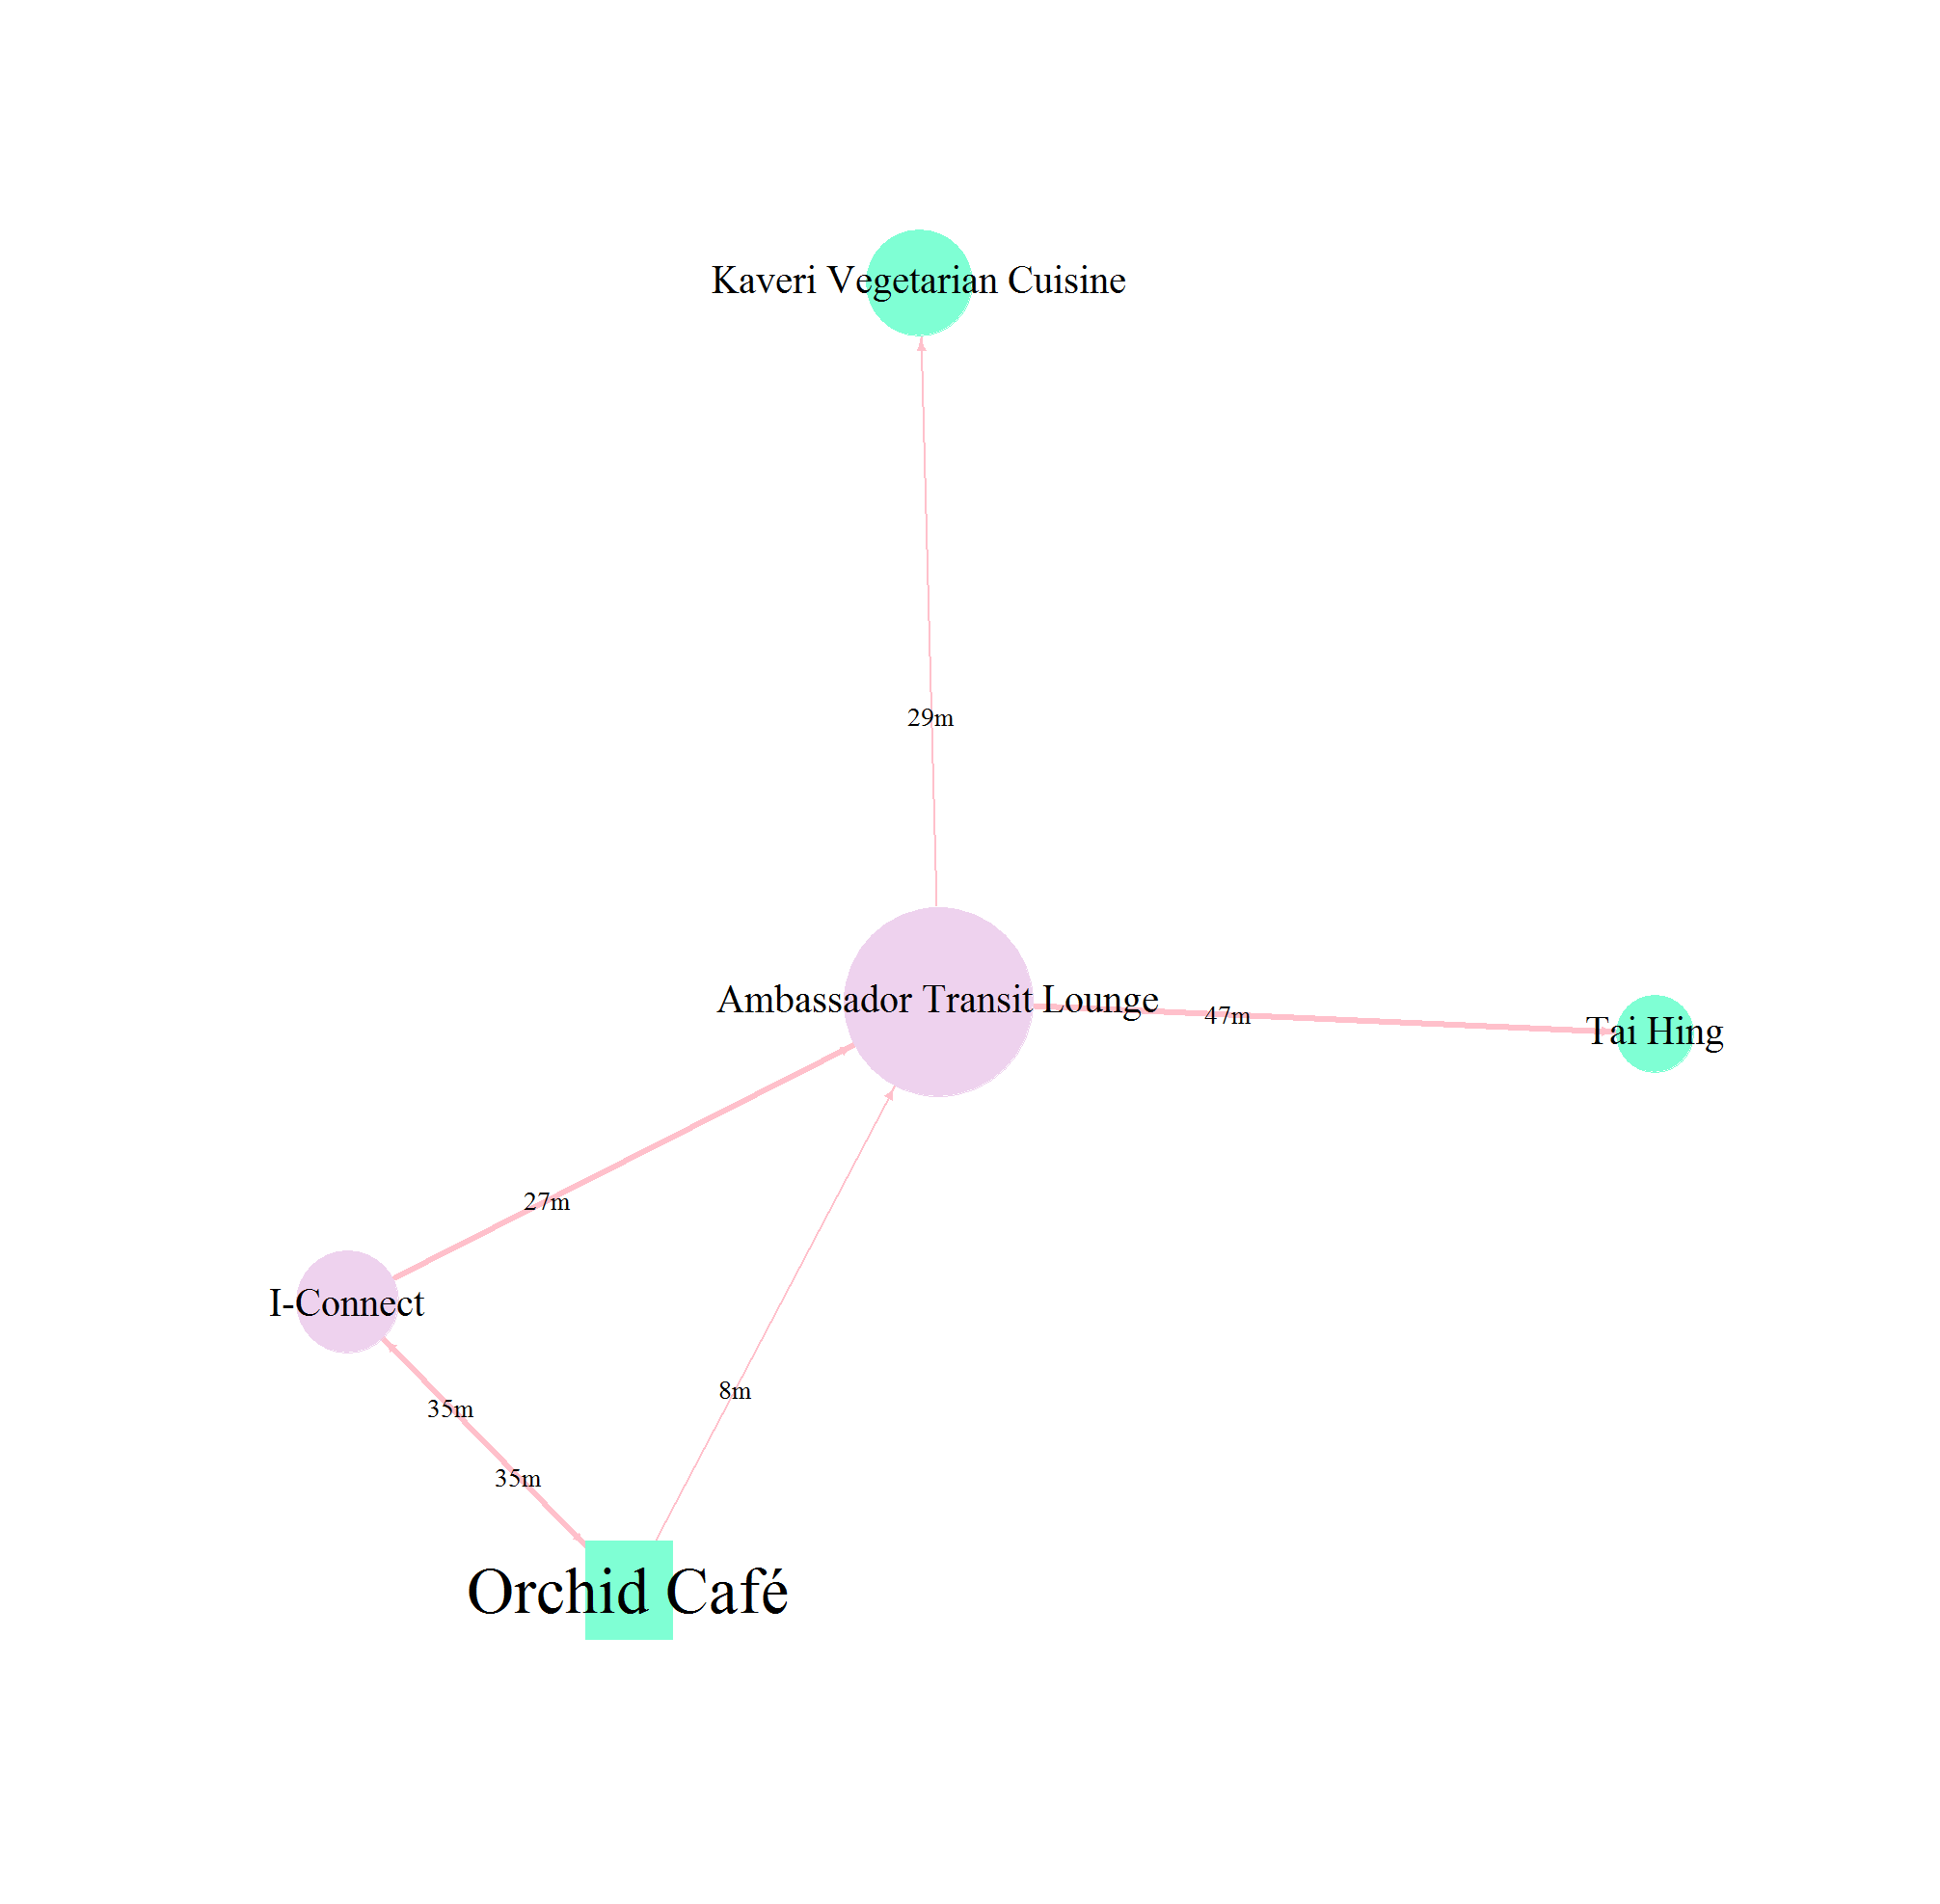 Kaveri Vegetarian Cuisine
29m
Ambassador Transit Lounge
47m
Tai Hing
27m
I-Connect
8m
35m
35m
Orchid Café